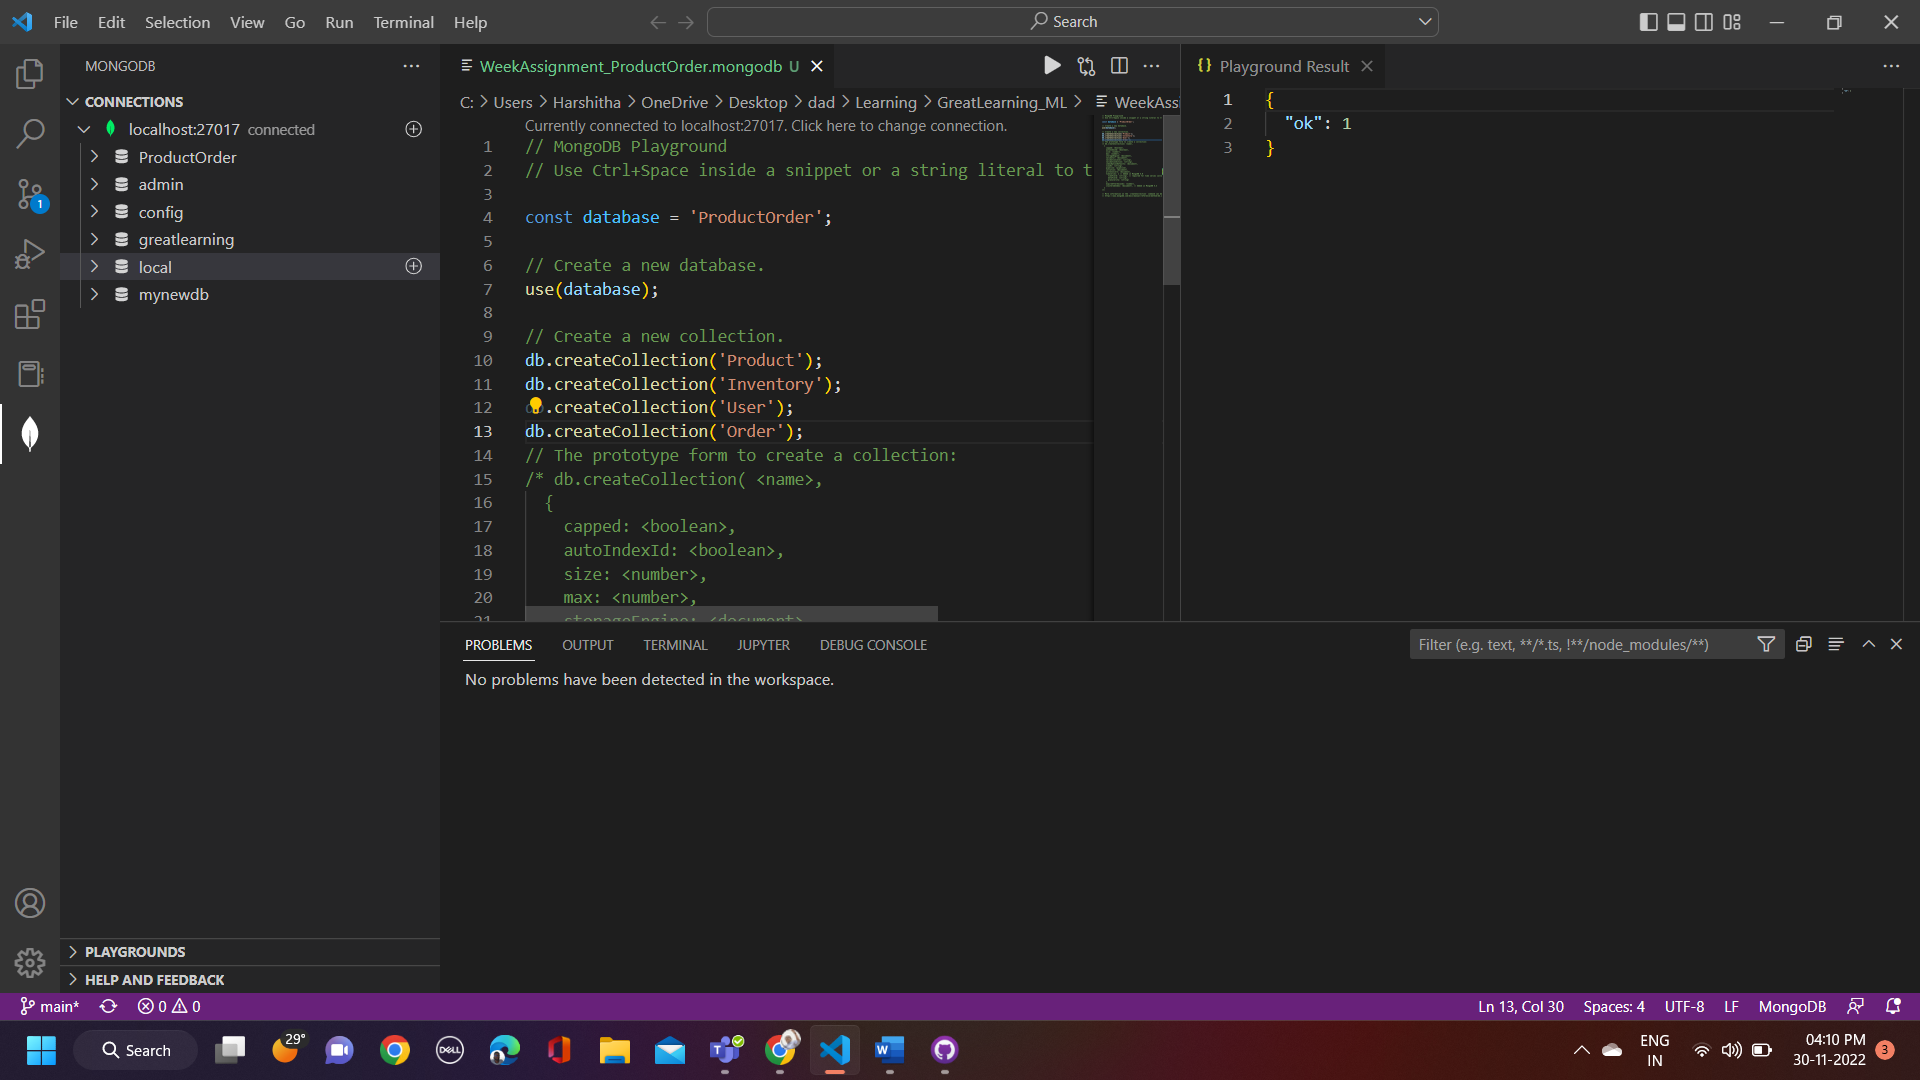 File Edit Selection View Go Run Terminal Help
Search
MONGODB
CONNECTIONS
localhost:27017 connected
ProductOrder
admin
config
greatlearning
local
mynewdb
PLAYGROUNDS
HELP AND FEEDBACK
1
WeekAssignment_ProductOrder.mongodb U
C: > Users > Harshitha > OneDrive > Desktop > dad > Learning > GreatLearning_ML > WeekAss
Currently connected to localhost:27017. Click here to change connection.
1 // MongoDB Playground
2 // Use Ctrl+Space inside a snippet or a string literal to t
3
4 const database = 'ProductOrder';
5
6 // Create a new database.
7 use(database);
8
9 // Create a new collection.
10 db.createCollection('Product');
11 db.createCollection('Inventory');
12 .createCollection('User');
13 db.createCollection('Order');
14 // The prototype form to create a collection:
15 /* db.createCollection( <name>,
16 {
17 capped: <boolean>,
18 autoIndexId: <boolean>,
19 size: <number>,
20 max: <number>,
21 storageEngine: <document>
{} Playground Result
1 {
2 "ok": 1
3 }
PROBLEMS OUTPUT TERMINAL JUPYTER DEBUG CONSOLE
Filter (e.g. text, **/*.ts, !**/node_modules/**)
No problems have been detected in the workspace.
main* 0 0
Ln 13, Col 30 Spaces: 4 UTF-8 LF MongoDB
Search
29°
DELL
ENG
IN
04:10 PM
30-11-2022
3